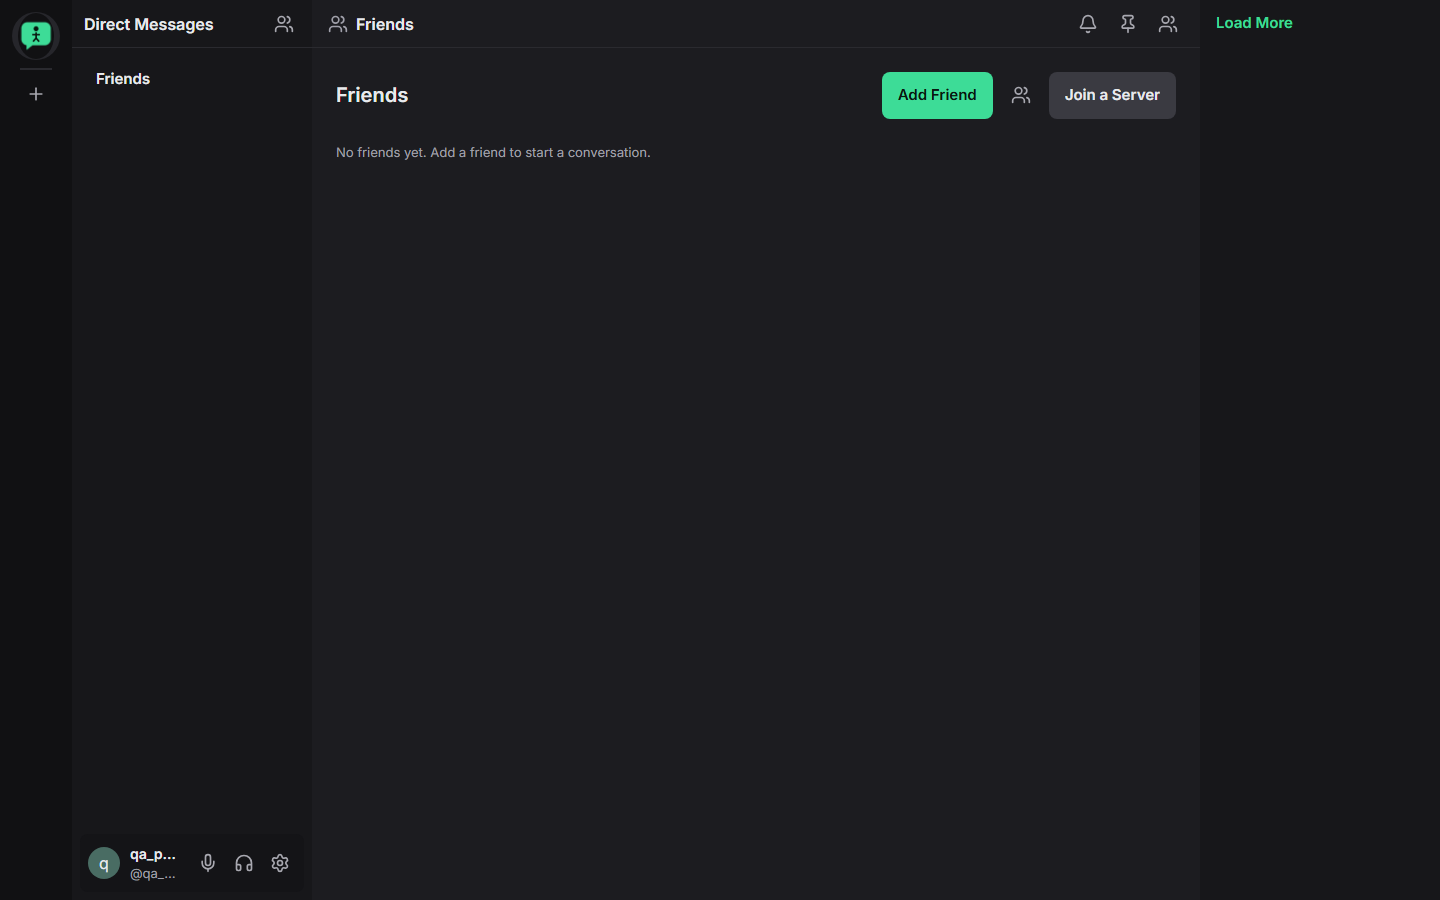 Direct Messages
Friends
Load More
Friends
Friends
Add Friend
Join a Server
No friends yet. Add a friend to start a conversation.
q
qa_p...
@qa_...